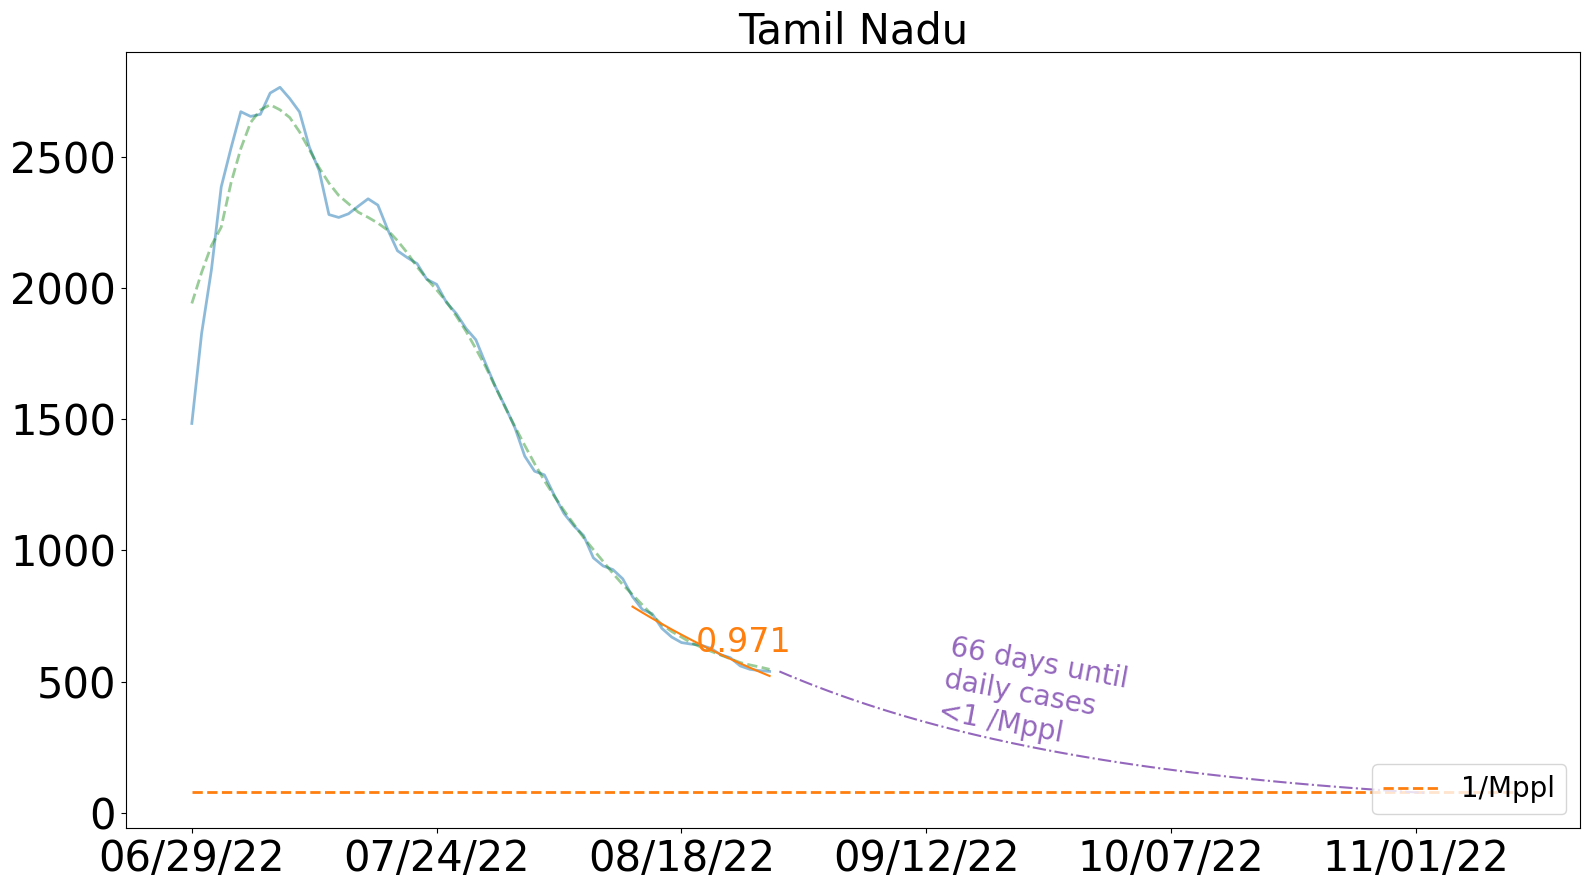 Tamil Nadu
2500
2000
1500
1000
500
0
0.971
66 days until
daily cases
<1 /Mppl
1/Mppl
06/29/22
07/24/22
08/18/22
09/12/22
10/07/22
11/01/22